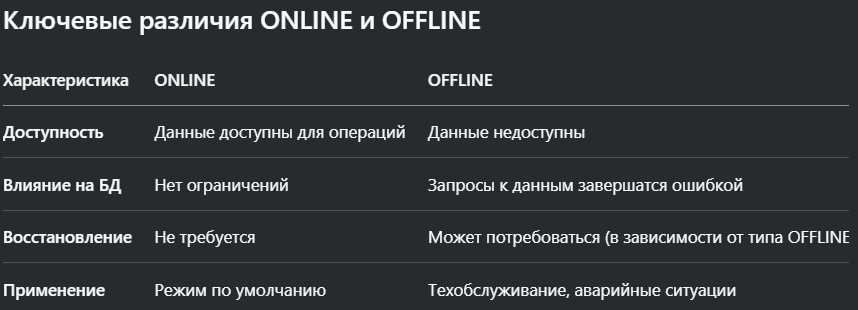 Ключевые различия ONLINE и OFFLINE
Характеристика ONLINE OFFLINE
Доступность Данные доступны для операций Данные недоступны
Влияние на БД Нет ограничений Запросы к данным завершатся ошибкой
Восстановление Не требуется Может потребоваться (в зависимости от типа OFFLINE
Применение Режим по умолчанию Техобслуживание, аварийные ситуации